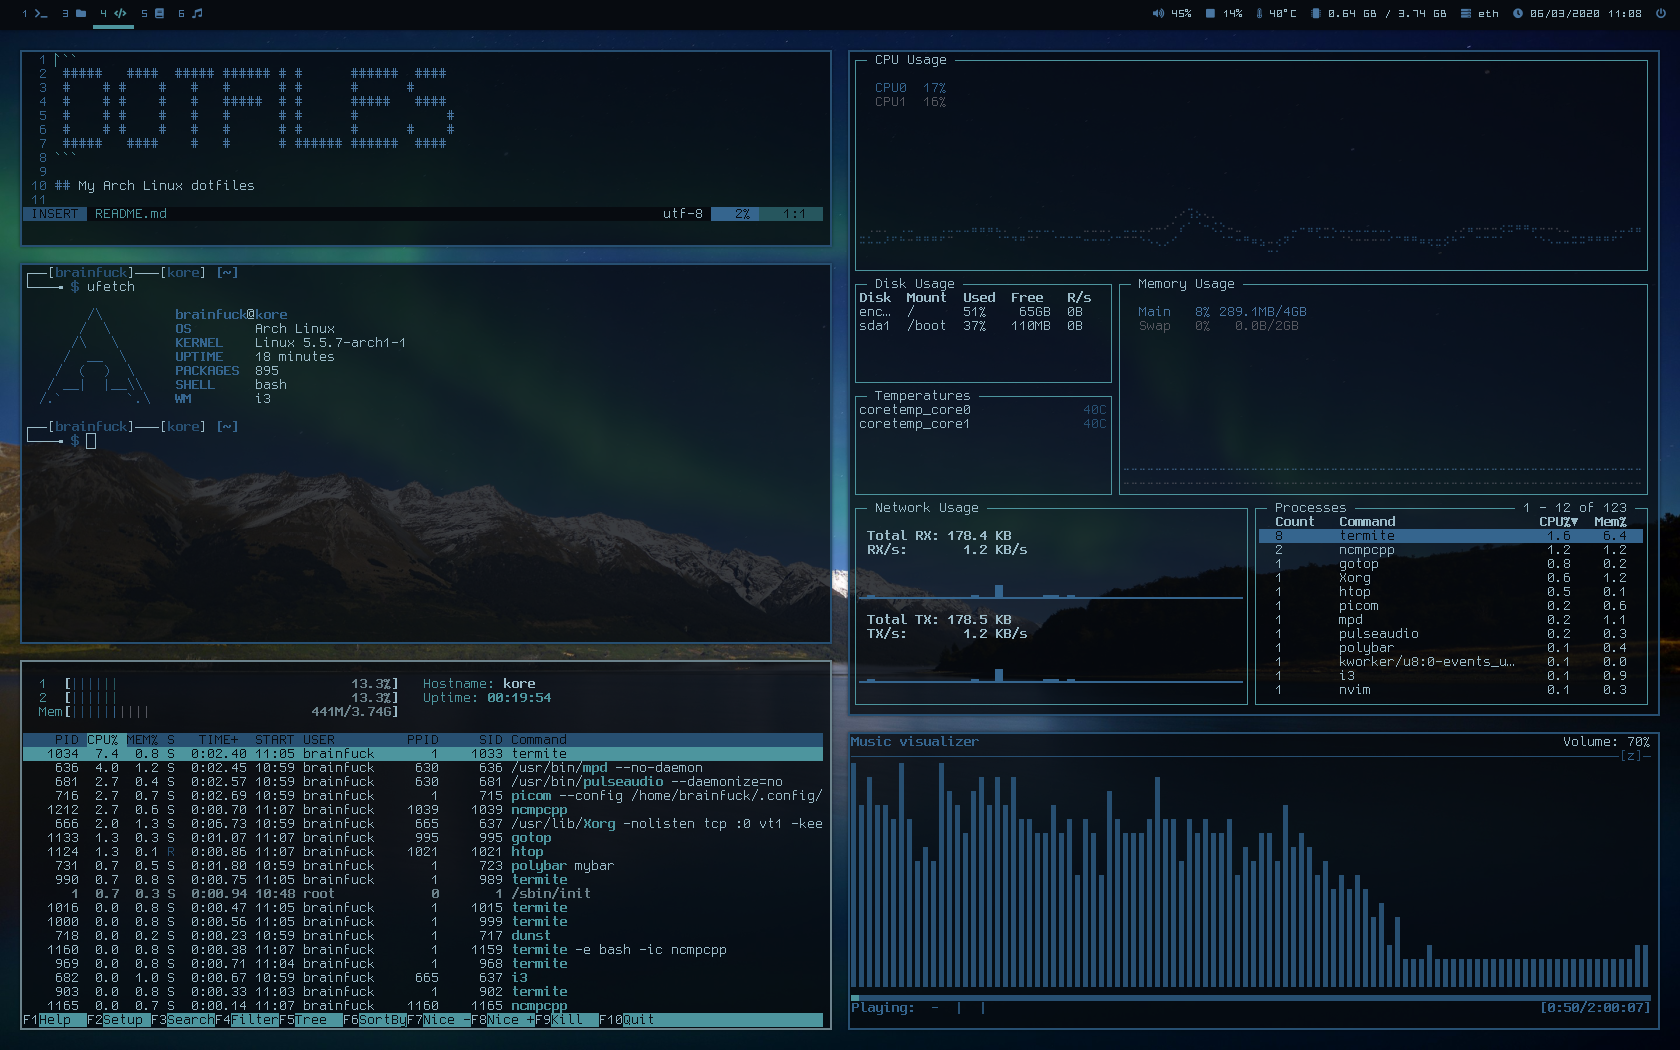 1 3 4 5 6 45% 14% 40°C 0.64 GB / 3.74 GB eth 06/03/2020 11:08
1 ```
2 ##### #### ##### ###### # # ###### ####
3 # # # # # # # # # #
4 # # # # # ##### # # ##### ####
5 # # # # # # # # # #
6 # # # # # # # # # # #
7 ##### #### # # # ###### ###### ####
8 ```
9
10 ## My Arch Linux dotfiles
11
INSERT README.md utf-8 2% 1:1
[brainfuck]───[kore] [~]
$ ufetch
brainfuck@kore
OS Arch Linux
KERNEL Linux 5.5.7-arch1-1
UPTIME 18 minutes
PACKAGES 895
SHELL bash
WM i3
[brainfuck]───[kore] [~]
$
1 [|||||| 13.3%] Hostname: kore
2 [|||||| 13.3%] Uptime: 00:19:54
Mem[|||||||||| 441M/3.74G]
PID CPU% MEM% S TIME+ START USER PPID SID Command
1034 7.4 0.8 S 0:02.40 11:05 brainfuck 1 1033 termite
636 4.0 1.2 S 0:02.45 10:59 brainfuck 630 636 /usr/bin/mpd --no-daemon
681 2.7 0.4 S 0:02.57 10:59 brainfuck 630 681 /usr/bin/pulseaudio --daemonize=no
716 2.7 0.7 S 0:02.69 10:59 brainfuck 1 715 picom --config /home/brainfuck/.config/
1212 2.7 0.6 S 0:00.70 11:07 brainfuck 1039 1039 ncmpcpp
666 2.0 1.3 S 0:06.73 10:59 brainfuck 665 637 /usr/lib/Xorg -nolisten tcp :0 vt1 -kee
1133 1.3 0.3 S 0:01.07 11:07 brainfuck 995 995 gotop
1124 1.3 0.1 R 0:00.86 11:07 brainfuck 1021 1021 htop
731 0.7 0.5 S 0:01.80 10:59 brainfuck 1 723 polybar mybar
990 0.7 0.8 S 0:00.75 11:05 brainfuck 1 989 termite
1 0.7 0.3 S 0:00.94 10:48 root 0 1 /sbin/init
1016 0.0 0.8 S 0:00.47 11:05 brainfuck 1 1015 termite
1000 0.0 0.8 S 0:00.56 11:05 brainfuck 1 999 termite
718 0.0 0.2 S 0:00.23 10:59 brainfuck 1 717 dunst
1160 0.0 0.8 S 0:00.38 11:07 brainfuck 1 1159 termite -e bash -ic ncmpcpp
969 0.0 0.8 S 0:00.71 11:04 brainfuck 1 968 termite
682 0.0 1.0 S 0:00.67 10:59 brainfuck 665 637 i3
903 0.0 0.8 S 0:00.33 11:03 brainfuck 1 902 termite
1165 0.0 0.7 S 0:00.14 11:07 brainfuck 1160 1165 ncmpcpp
F1Help F2Setup F3SearchF4FilterF5Tree F6SortByF7Nice -F8Nice +F9Kill F10Quit
CPU Usage
CPU0 17%
CPU1 16%
Disk Usage
Disk Mount Used Free R/s
enc… / 51% 65GB 0B
sda1 /boot 37% 110MB 0B
Memory Usage
Main 8% 289.1MB/4GB
Swap 0% 0.0B/2GB
Temperatures
coretemp_core0 40C
coretemp_core1 40C
Network Usage
Total RX: 178.4 KB
RX/s: 1.2 KB/s
Total TX: 178.5 KB
TX/s: 1.2 KB/s
Processes 1 - 12 of 123
Count Command CPU%▼ Mem%
8 termite 1.6 6.4
2 ncmpcpp 1.2 1.2
1 gotop 0.8 0.2
1 Xorg 0.6 1.2
1 htop 0.5 0.1
1 picom 0.2 0.6
1 mpd 0.2 1.1
1 pulseaudio 0.2 0.3
1 polybar 0.1 0.4
1 kworker/u8:0-events_u… 0.1 0.0
1 i3 0.1 0.9
1 nvim 0.1 0.3
Music visualizer Volume: 70%
[z]
Playing: - | | [0:50/2:00:07]